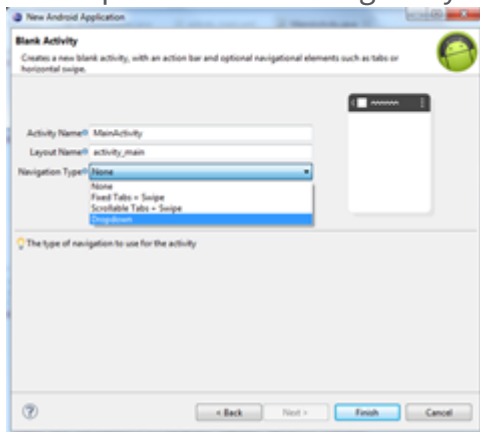 New Android Application
Blank Activity
Creates a new blank activity, with an action bar and optional navigational elements such as tabs or
horizontal swipe.
Activity Name MainActivity
Layout Name activity_main
Navigation Type None
None
Fixed Tabs + Swipe
Scrollable Tabs + Swipe
Dropdown
The type of navigation to use for the activity
< Back Next > Finish Cancel